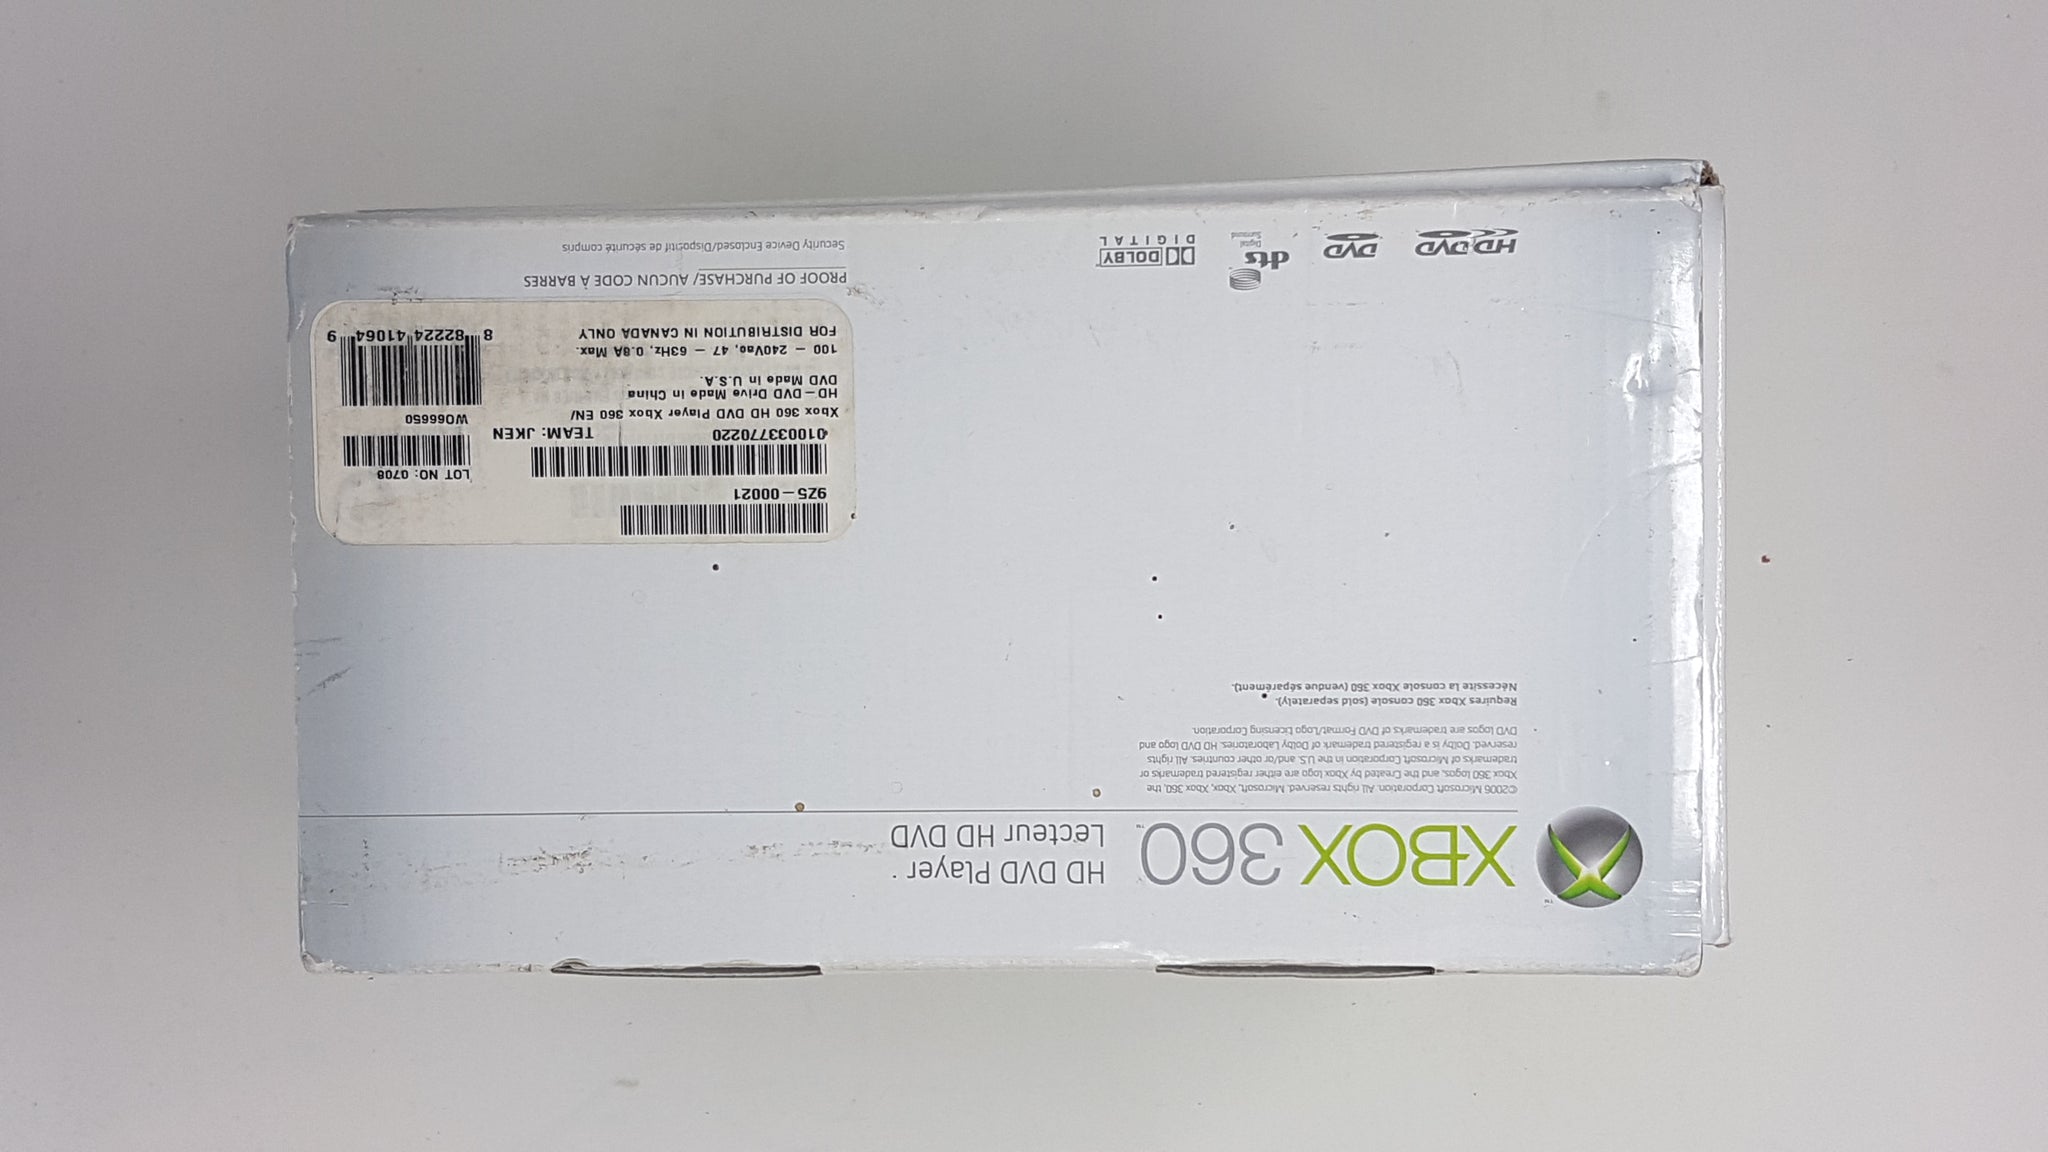 XBOX 360™
HD DVD Player
Lecteur HD DVD
©2006 Microsoft Corporation. All rights reserved. Microsoft, Xbox, Xbox 360, the
Xbox 360 logos, and the Created by Xbox logo are either registered trademarks or
trademarks of Microsoft Corporation in the U.S. and/or other countries. All rights
reserved. Dolby is a registered trademark of Dolby Laboratories. HD DVD logo and
DVD logos are trademarks of DVD Format/Logo Licensing Corporation.
Requires Xbox 360 console (sold separately).
Nécessite la console Xbox 360 (vendue séparément).
9Z5-00021
010033770220 TEAM: JKEN
Xbox 360 HD DVD Player Xbox 360 EN/
HD-DVD Drive Made in China
DVD Made in U.S.A.
100 - 240Vac, 47 - 63Hz, 0.8A Max.
FOR DISTRIBUTION IN CANADA ONLY
LOT NO: 0708
WO66650
8 82224 41064 9
PROOF OF PURCHASE/ AUCUN CODE À BARRES
Security Device Enclosed/Dispositif de sécurité compris
HD DVD
DVD
dts
Digital
Surround
DOLBY
DIGITAL